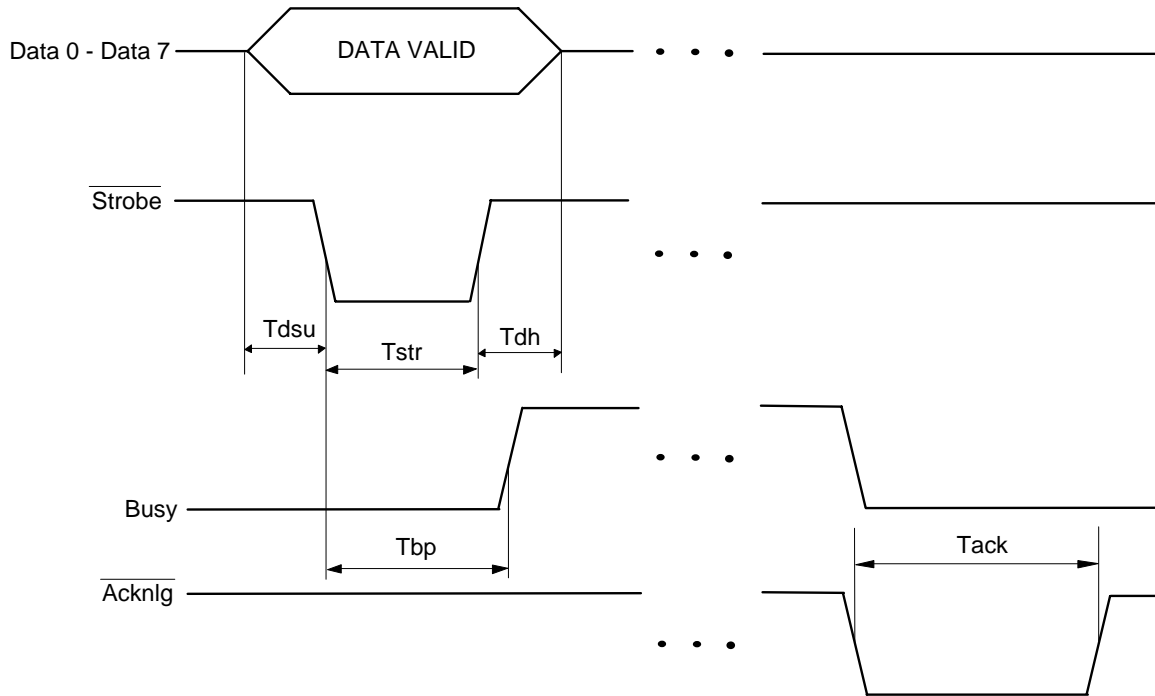 Data 0 - Data 7
DATA VALID
Strobe
Tdsu
Tstr
Tdh
Busy
Tbp
Tack
Acknlg